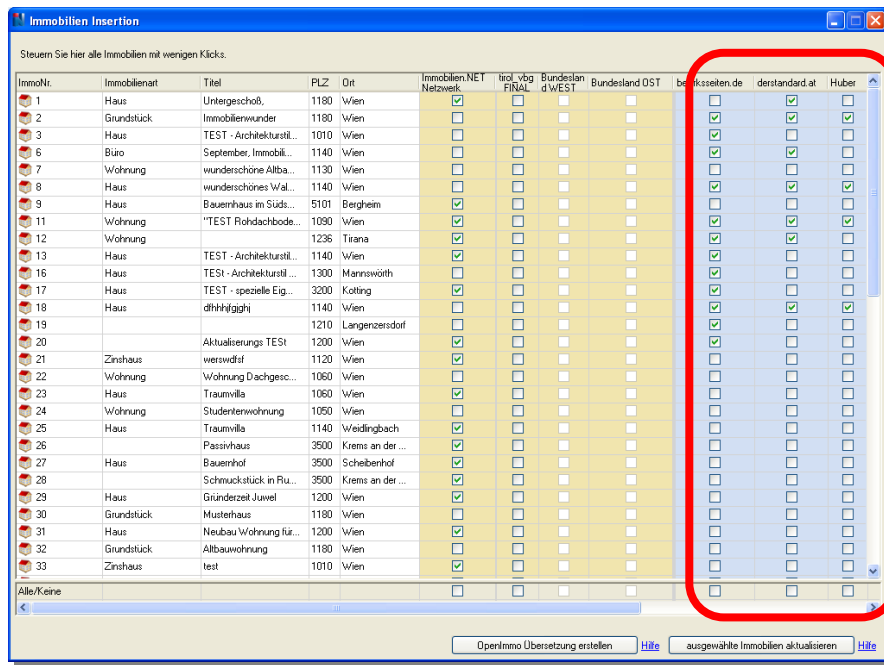 Immobilien Insertion
Steuern Sie hier alle Immobilien mit wenigen Klicks.
ImmoNr. Immobilienart Titel PLZ Ort Immobilien.NET Netzwerk tirol_vbg FINAL Bundeslan d WEST Bundesland OST derstandard.at Huber
1 Haus Untergeschoß, 1180 Wien
2 Grundstück Immobilienwunder 1180 Wien
3 Haus TEST - Architekturstil... 1010 Wien
6 Büro September, Immobili... 1140 Wien
7 Wohnung wunderschöne Altba... 1130 Wien
8 Haus wunderschönes Wal... 1140 Wien
9 Haus Bauernhaus im Süds... 5101 Bergheim
11 Wohnung "TEST Rohdachbode... 1090 Wien
12 Wohnung 1236 Tirana
13 Haus TEST - Architekturstil... 1140 Wien
16 Haus TESt - Architekturstil ... 1300 Mannswörth
17 Haus TEST - spezielle Eig... 3200 Kotting
18 Haus dfhhhjfgjghj 1140 Wien
19 1210 Langenzersdorf
20 Aktualiserungs TESt 1200 Wien
21 Zinshaus werswdfsf 1120 Wien
22 Wohnung Wohnung Dachgesc... 1060 Wien
23 Haus Traumvilla 1060 Wien
24 Wohnung Studentenwohnung 1050 Wien
25 Haus Traumvilla 1140 Weidlingbach
26 Passivhaus 3500 Krems an der ...
27 Haus Bauernhof 3500 Scheibenhof
28 Schmuckstück in Ru... 3500 Krems an der ...
29 Haus Gründerzeit Juwel 1200 Wien
30 Grundstück Musterhaus 1180 Wien
31 Haus Neubau Wohnung für... 1200 Wien
32 Grundstück Altbauwohnung 1180 Wien
33 Zinshaus test 1010 Wien
Alle/Keine
OpenImmo Übersetzung erstellen Hilfe ausgewählte Immobilien aktualisieren Hilfe